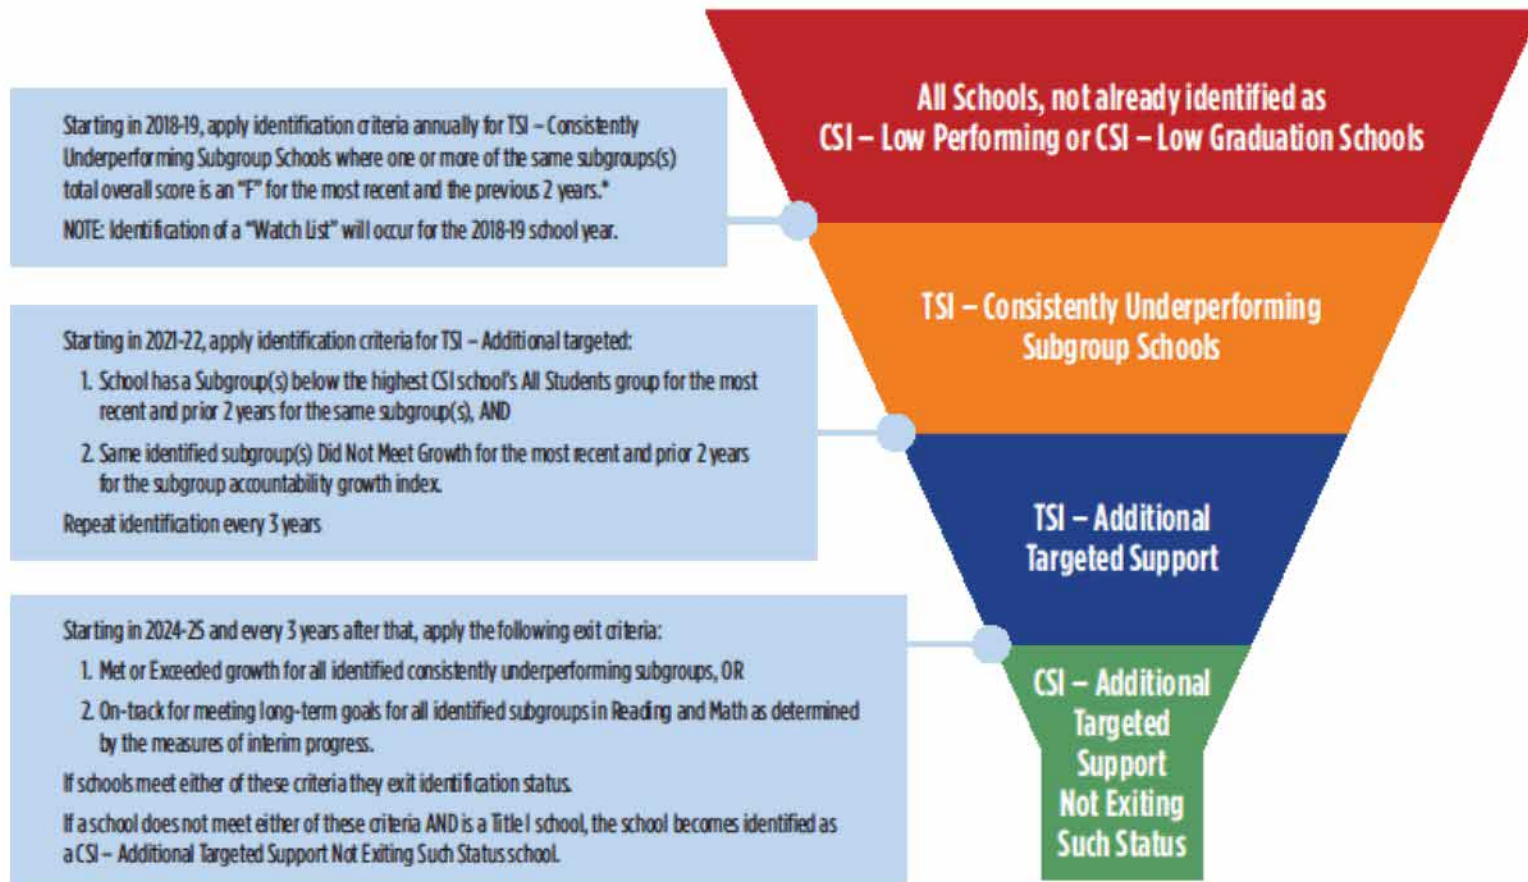 All Schools, not already identified as
CSI – Low Performing or CSI – Low Graduation Schools
Starting in 2018-19, apply identification criteria annually for TSI – Consistently
Underperforming Subgroup Schools where one or more of the same subgroups(s)
total overall score is an "F" for the most recent and the previous 2 years.*
NOTE: Identification of a "Watch List" will occur for the 2018-19 school year.
TSI – Consistently Underperforming
Subgroup Schools
Starting in 2021-22, apply identification criteria for TSI – Additional targeted:
1. School has a Subgroup(s) below the highest CSI school's All Students group for the most
recent and prior 2 years for the same subgroup(s), AND
2. Same identified subgroup(s) Did Not Meet Growth for the most recent and prior 2 years
for the subgroup accountability growth index.
Repeat identification every 3 years
TSI – Additional
Targeted Support
Starting in 2024-25 and every 3 years after that, apply the following exit criteria:
1. Met or Exceeded growth for all identified consistently underperforming subgroups, OR
2. On-track for meeting long-term goals for all identified subgroups in Reading and Math as determined
by the measures of interim progress.
If schools meet either of these criteria they exit identification status.
If a school does not meet either of these criteria AND is a Title I school, the school becomes identified as
a CSI – Additional Targeted Support Not Exiting Such Status school.
CSI – Additional
Targeted
Support
Not Exiting
Such Status